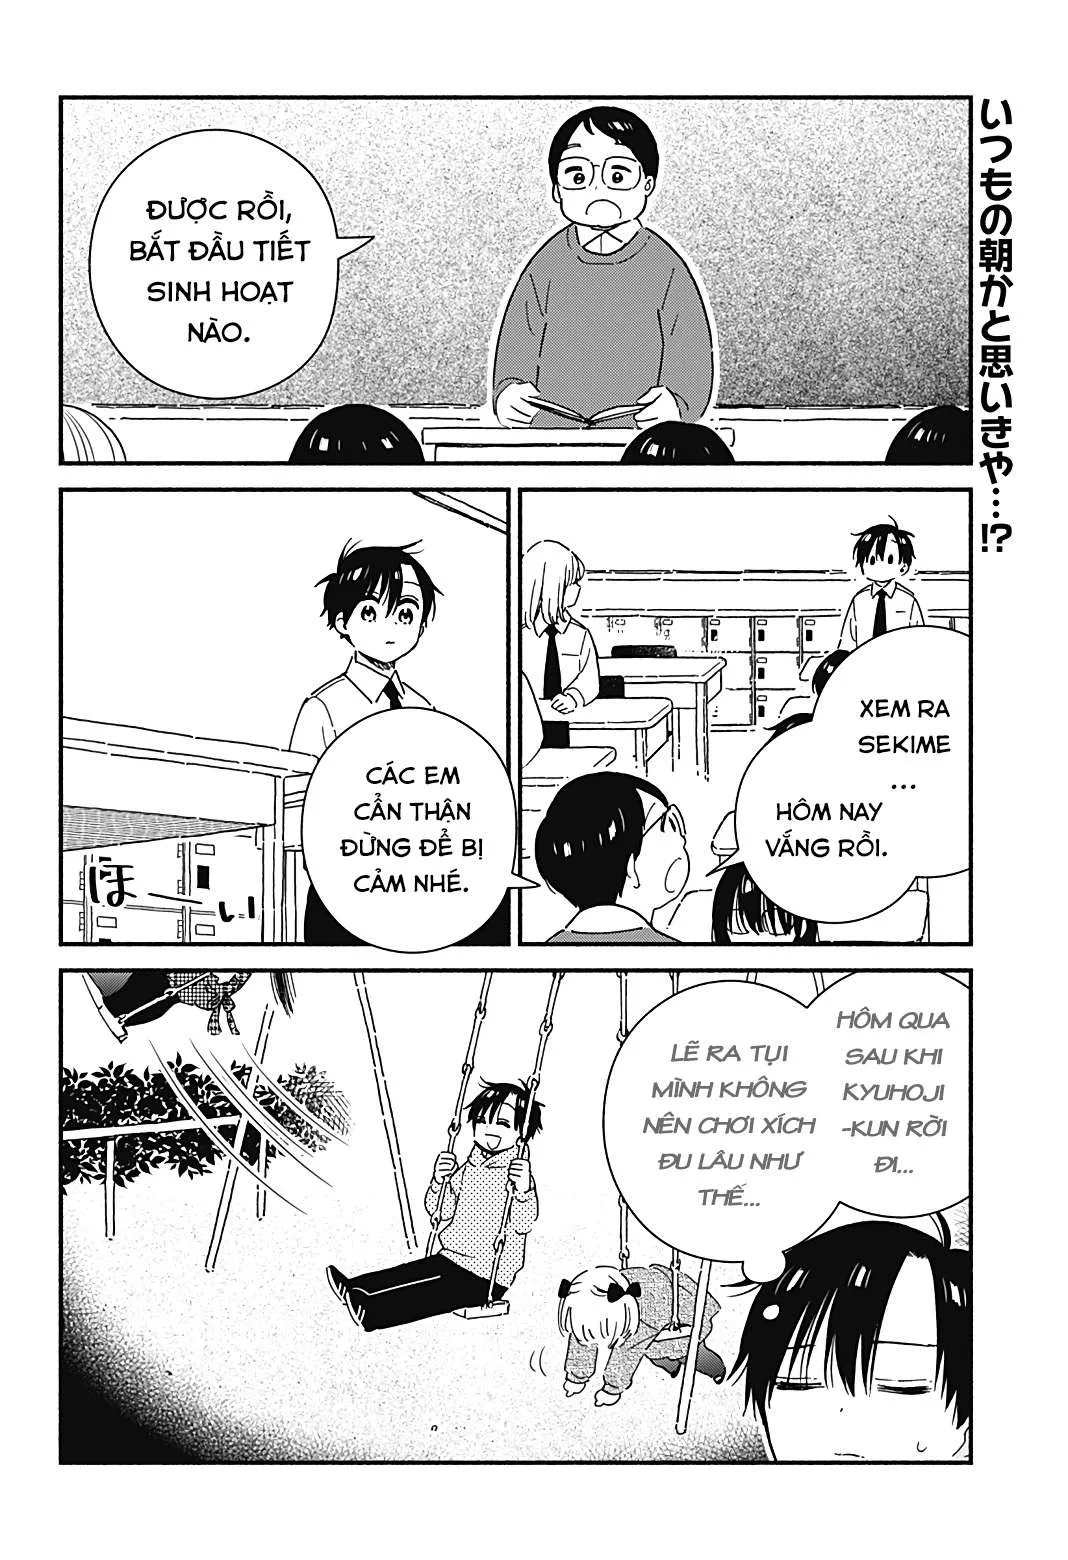 いつもの朝かと思いきや…!?
ĐƯỢC RỒI,
BẮT ĐẦU TIẾT
SINH HOẠT
NÀO.
XEM RA
SEKIME
...
HÔM NAY
VẮNG RỒI.
CÁC EM
CẨN THẬN
ĐỪNG ĐỂ BỊ
CẢM NHÉ.
ほーい
HÔM QUA
SAU KHI
KYUHOJI
-KUN RỜI
ĐI...
LẼ RA TỤI
MÌNH KHÔNG
NÊN CHƠI XÍCH
ĐU LÂU NHƯ
THẾ...